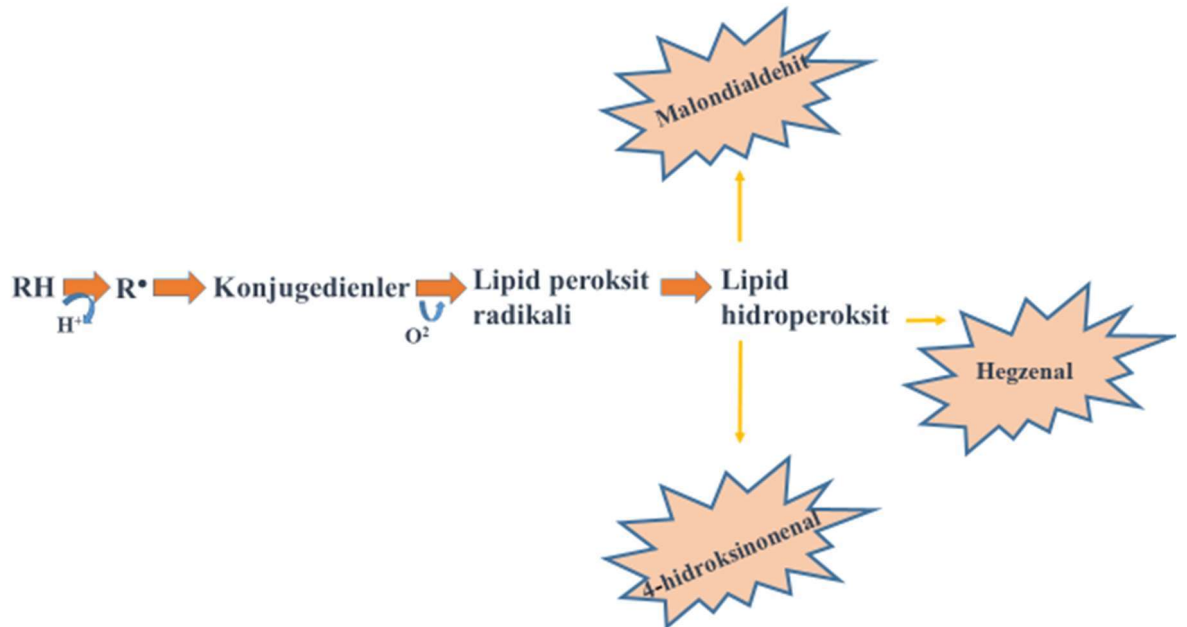 Malondialdehit
RH
H⁺
R•
Konjugedienler
O²
Lipid peroksit
radikali
Lipid
hidroperoksit
Hegzenal
4-hidroksinonenal